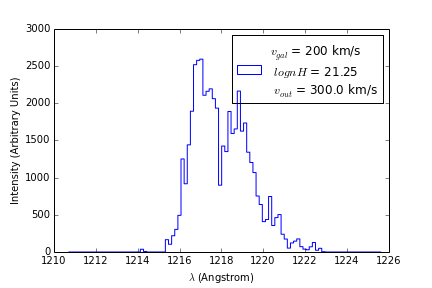 3000
2500
2000
1500
1000
500
0
1210 1212 1214 1216 1218 1220 1222 1224 1226
Intensity (Arbitrary Units)
λ (Angstrom)
v_gal = 200 km/s
lognH = 21.25
v_out = 300.0 km/s